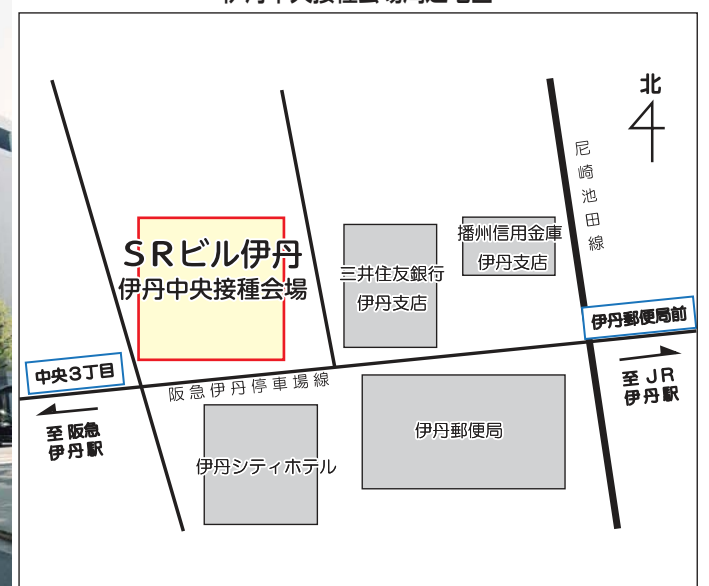 北
尼崎池田線
播州信用金庫
伊丹支店
SRビル伊丹
伊丹中央接種会場
三井住友銀行
伊丹支店
伊丹郵便局前
中央3丁目
阪急伊丹停車場線
至 JR
伊丹駅
至 阪急
伊丹駅
伊丹郵便局
伊丹シティホテル